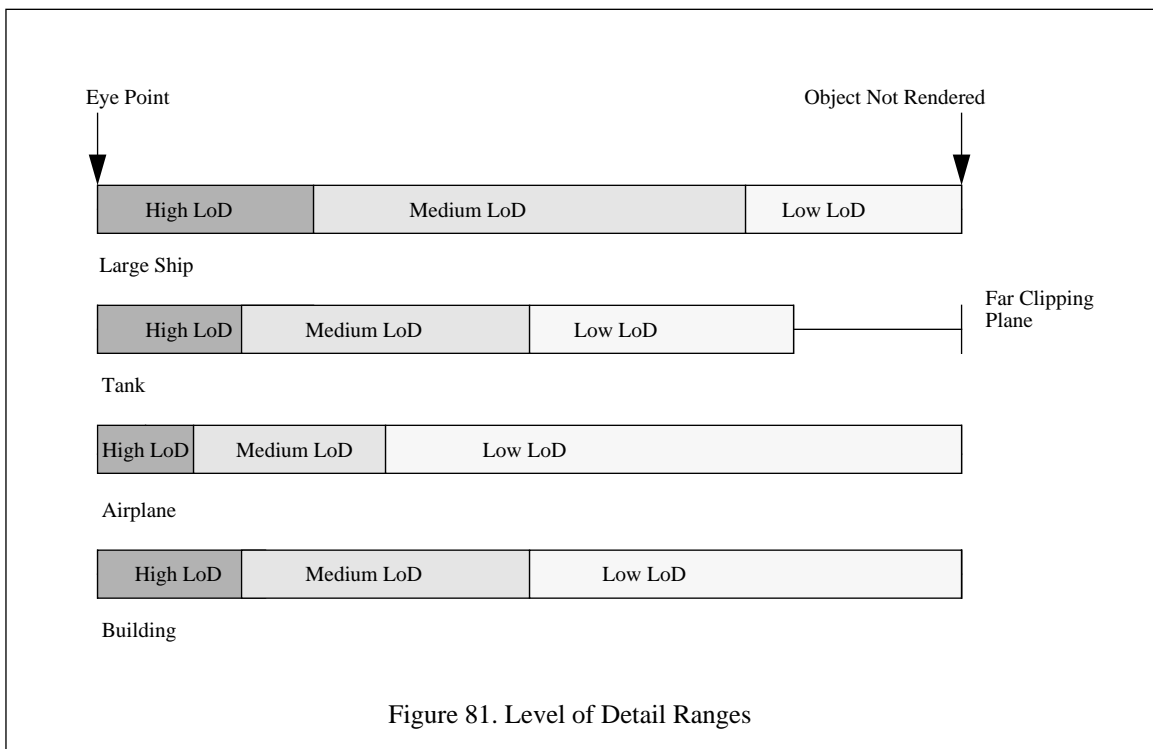 Eye Point
Object Not Rendered
High LoD
Medium LoD
Low LoD
Large Ship
Far Clipping
Plane
High LoD
Medium LoD
Low LoD
Tank
High LoD
Medium LoD
Low LoD
Airplane
High LoD
Medium LoD
Low LoD
Building
Figure 81. Level of Detail Ranges